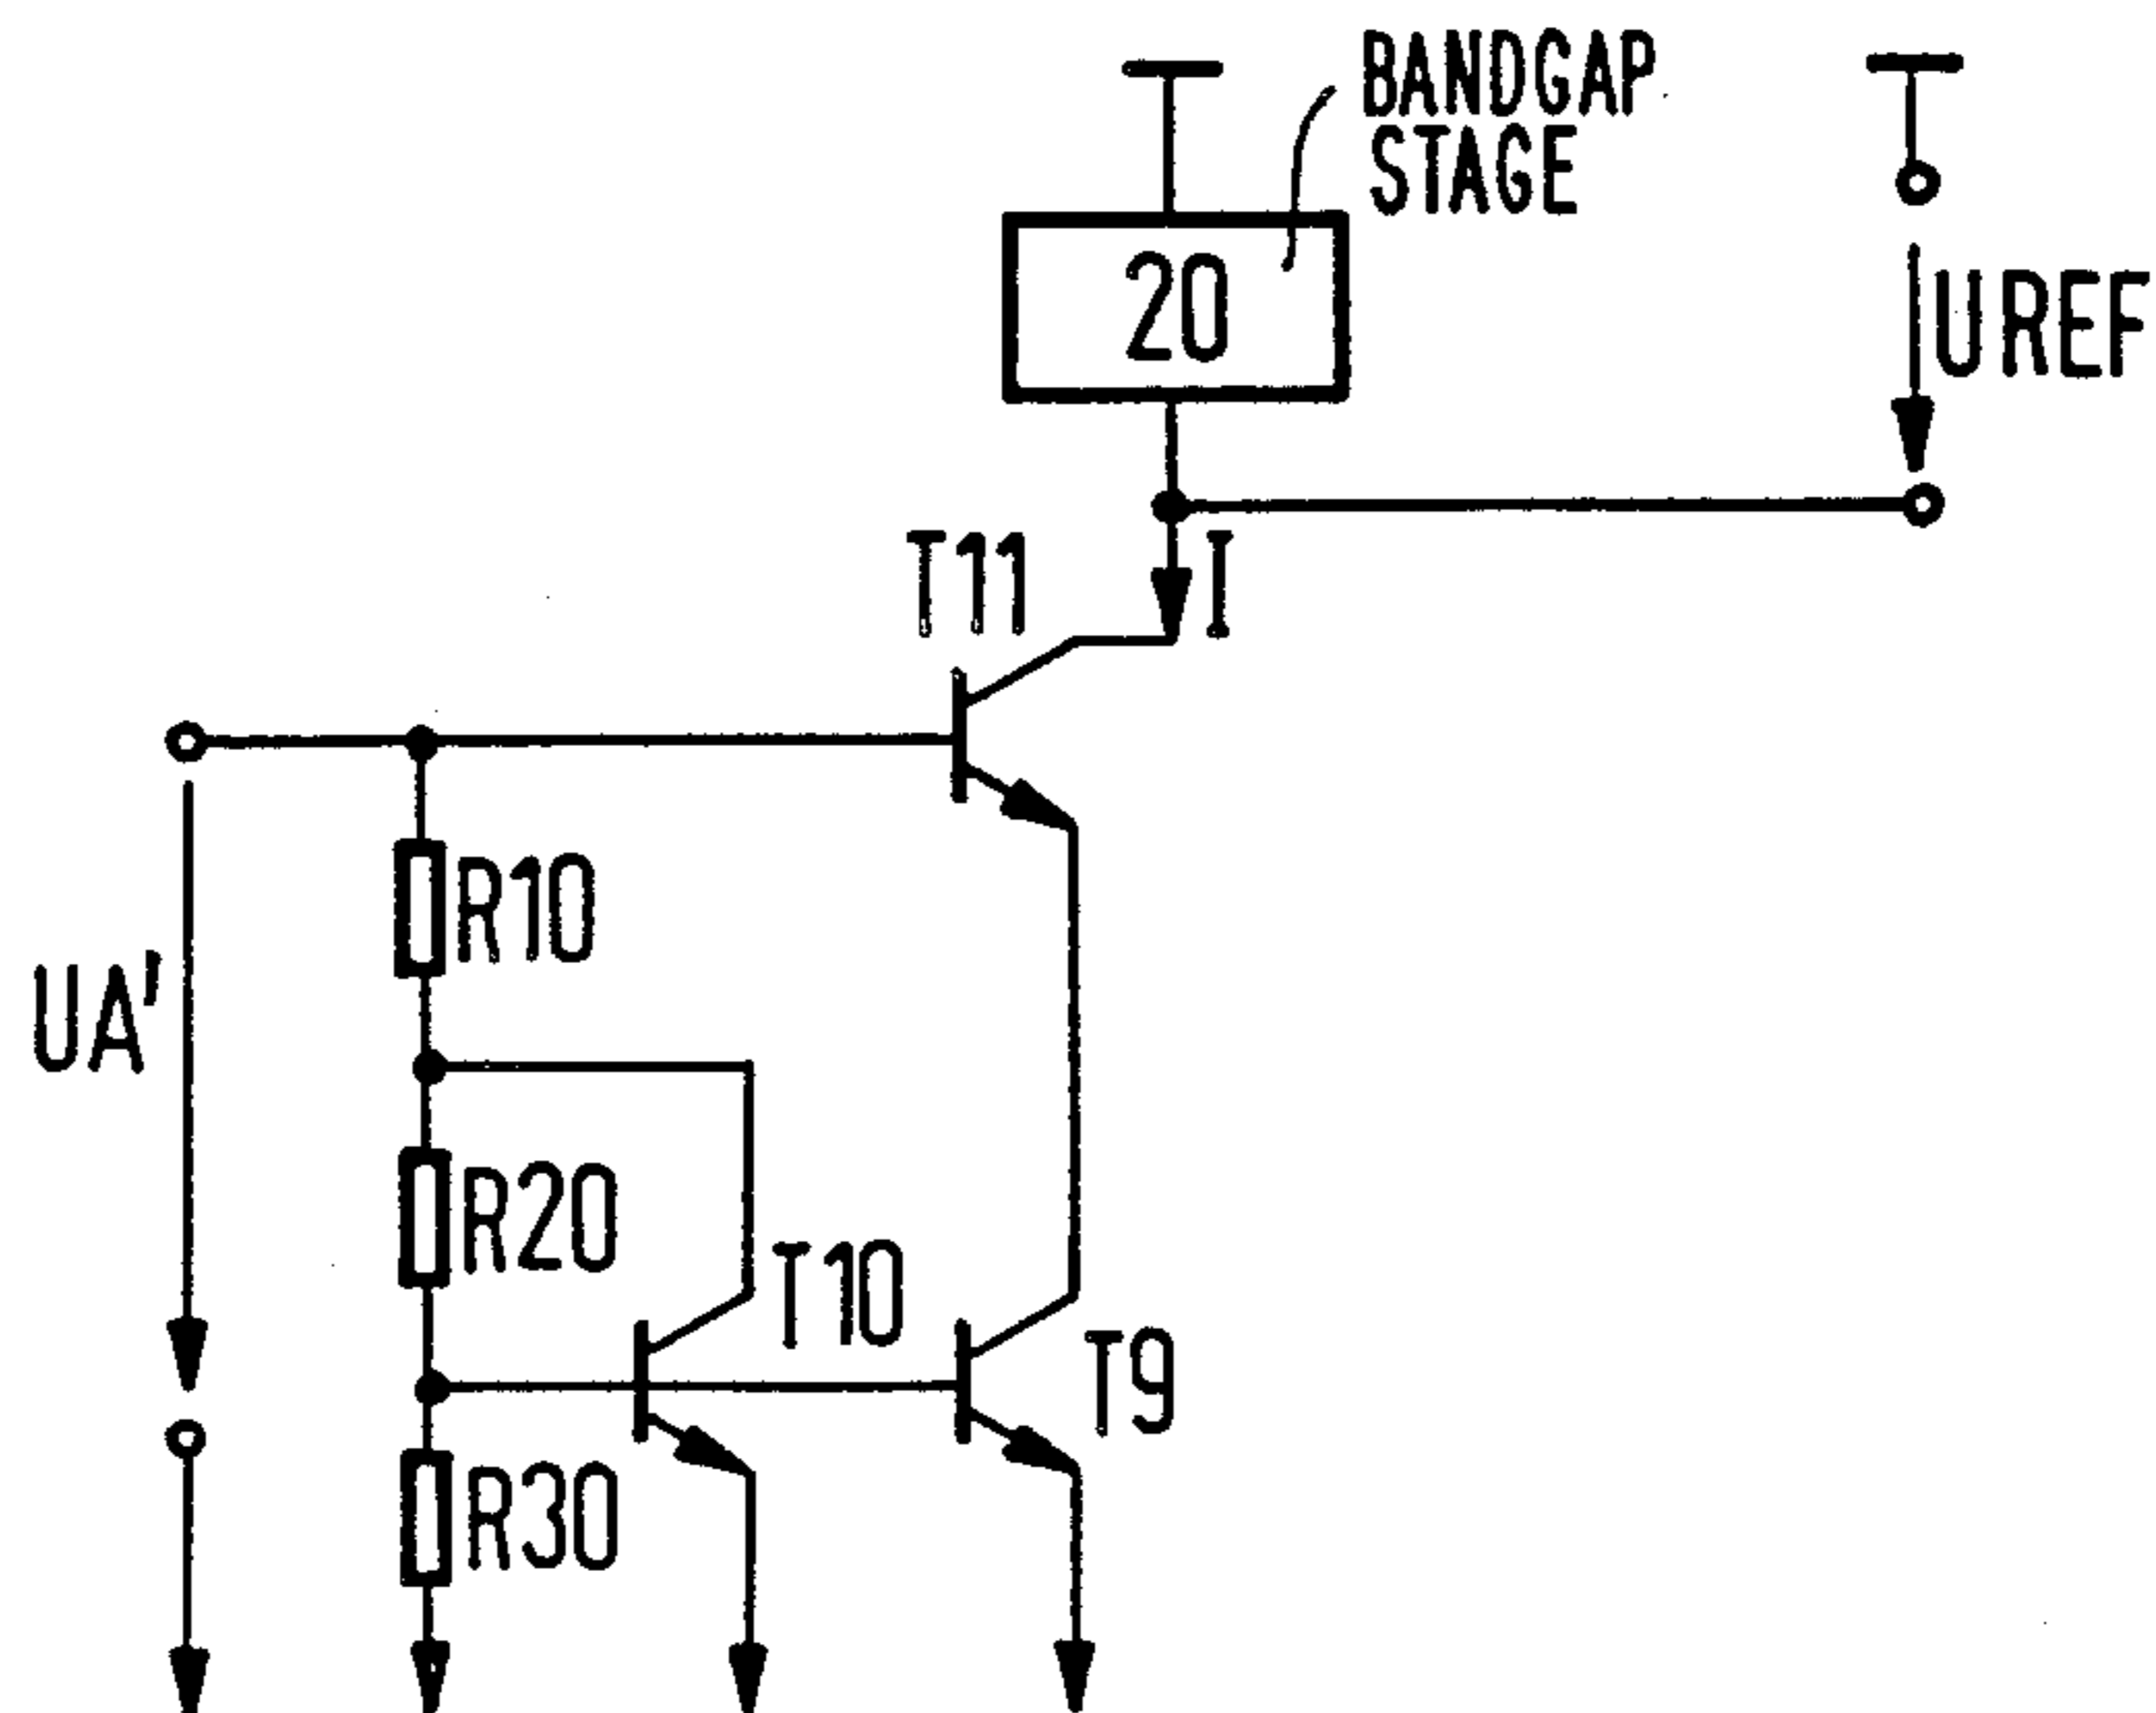 BANDGAP
STAGE
20
UREF
T11
I
R10
UA'
R20
T10
T9
R30